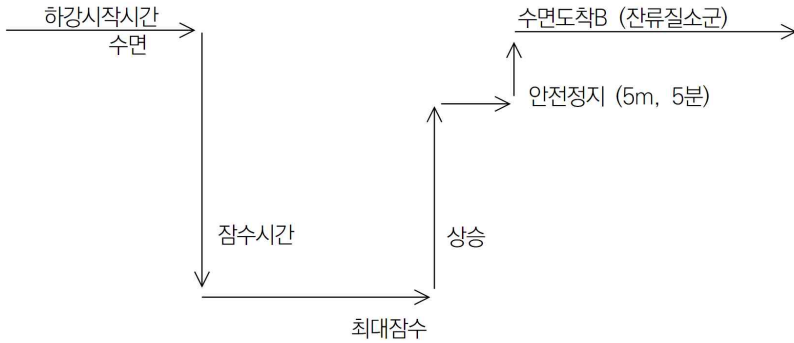 하강시작시간
수면
수면도착B (잔류질소군)
안전정지 (5m, 5분)
잠수시간
상승
최대잠수